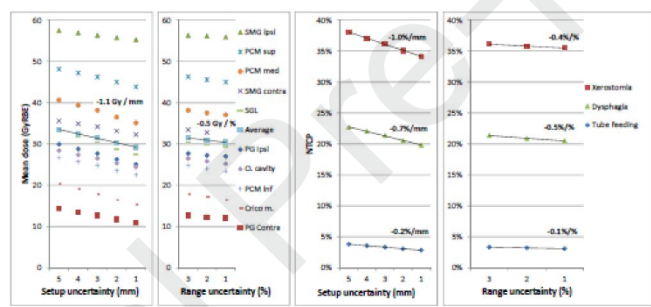 60
50
40
30
20
10
0
Mean dose (Gy RBE)
-1.1 Gy / mm
5 4 3 2 1
Setup uncertainty (mm)
60
50
40
30
20
10
0
-0.5 Gy / %
3 2 1
Range uncertainty (%)
SMG Ipsl
PCM sup
PCM med
SMG contra
SGL
Average
PG Ipsl
O. cavity
PCM Inf
Crico m.
PG Contra
40%
35%
30%
25%
20%
15%
10%
5%
0%
NTCP
-1.0%/mm
-0.7%/mm
-0.2%/mm
5 4 3 2 1
Setup uncertainty (mm)
40%
35%
30%
25%
20%
15%
10%
5%
0%
-0.4%/%
-0.5%/%
-0.1%/%
3 2 1
Range uncertainty (%)
Xerostomia
Dysphagia
Tube feeding